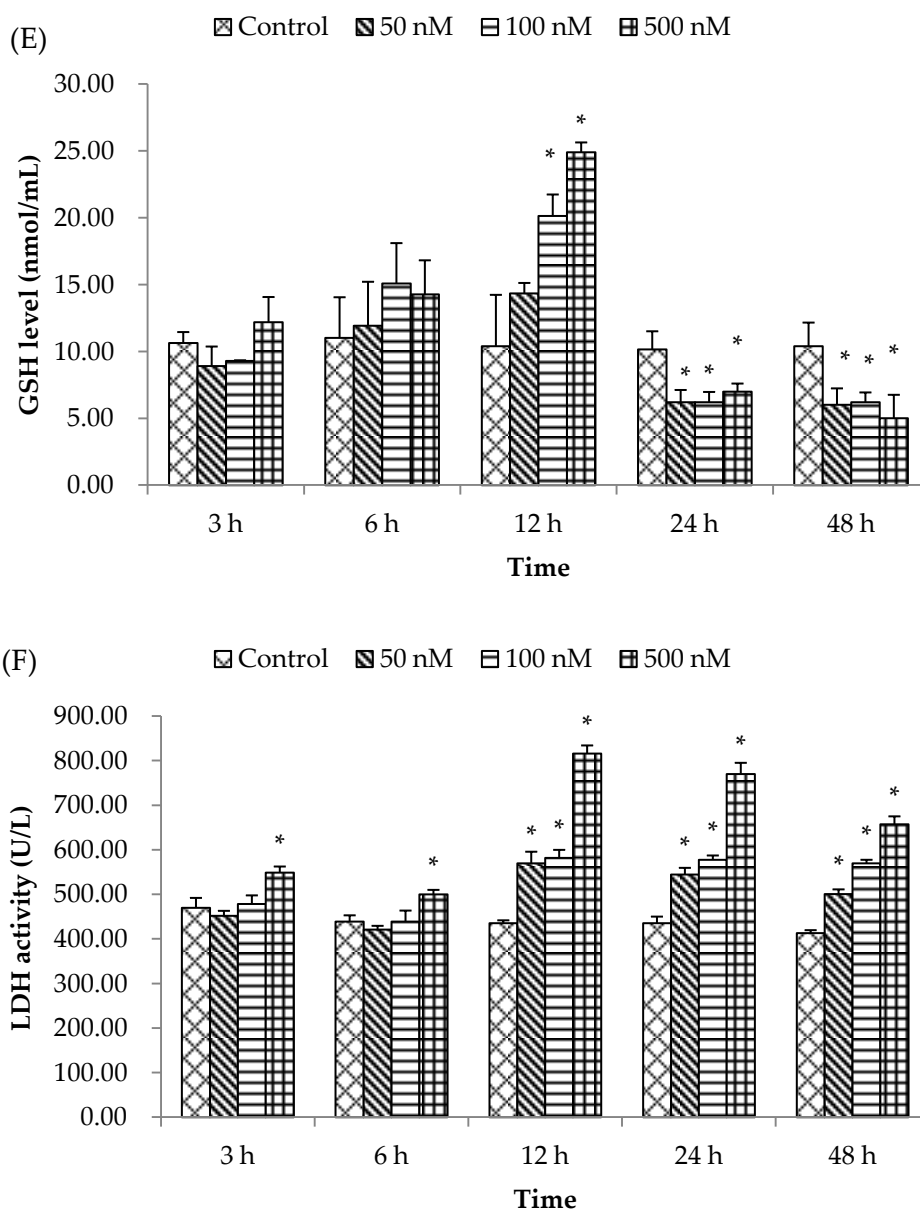 (E)
Control 50 nM 100 nM 500 nM
30.00
25.00
20.00
15.00
10.00
5.00
0.00
GSH level (nmol/mL)
* * * * * * * *
3 h 6 h 12 h 24 h 48 h
Time
(F)
Control 50 nM 100 nM 500 nM
900.00
800.00
700.00
600.00
500.00
400.00
300.00
200.00
100.00
0.00
LDH activity (U/L)
* * * * * * * * * * *
3 h 6 h 12 h 24 h 48 h
Time